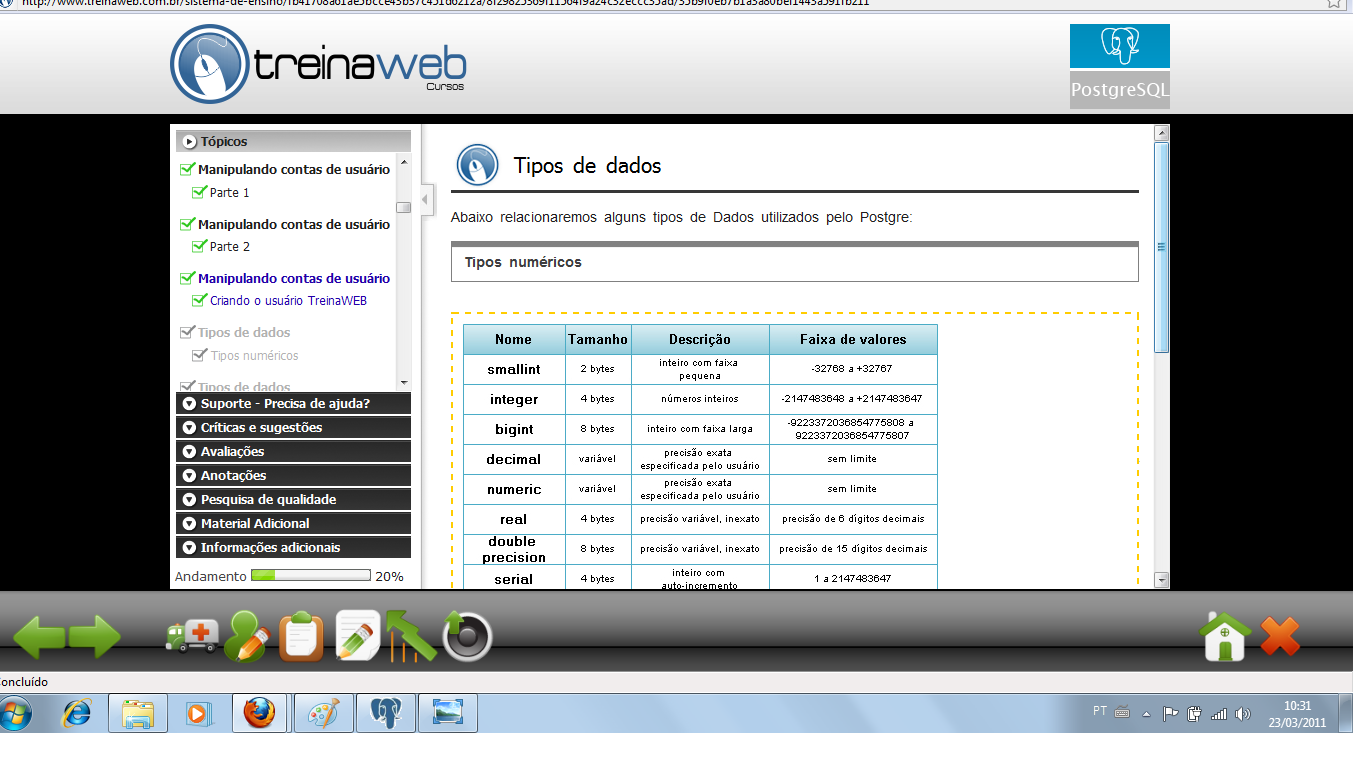 http://www.treinaweb.com.br/sistema-de-ensino/
treinaweb
Cursos
PostgreSQL
Tópicos
Manipulando contas de usuário
Parte 1
Manipulando contas de usuário
Parte 2
Manipulando contas de usuário
Criando o usuário TreinaWEB
Tipos de dados
Tipos numéricos
Tipos de dados
Suporte - Precisa de ajuda?
Críticas e sugestões
Avaliações
Anotações
Pesquisa de qualidade
Material Adicional
Informações adicionais
Andamento 20%
Tipos de dados
Abaixo relacionaremos alguns tipos de Dados utilizados pelo Postgre:
Tipos numéricos
Nome Tamanho Descrição Faixa de valores
smallint 2 bytes inteiro com faixa pequena -32768 a +32767
integer 4 bytes números inteiros -2147483648 a +2147483647
bigint 8 bytes inteiro com faixa larga -9223372036854775808 a 9223372036854775807
decimal variável precisão exata especificada pelo usuário sem limite
numeric variável precisão exata especificada pelo usuário sem limite
real 4 bytes precisão variável, inexato precisão de 6 dígitos decimais
double precision 8 bytes precisão variável, inexato precisão de 15 dígitos decimais
serial 4 bytes inteiro com auto-incremento 1 a 2147483647
oncluído
PT
10:31
23/03/2011